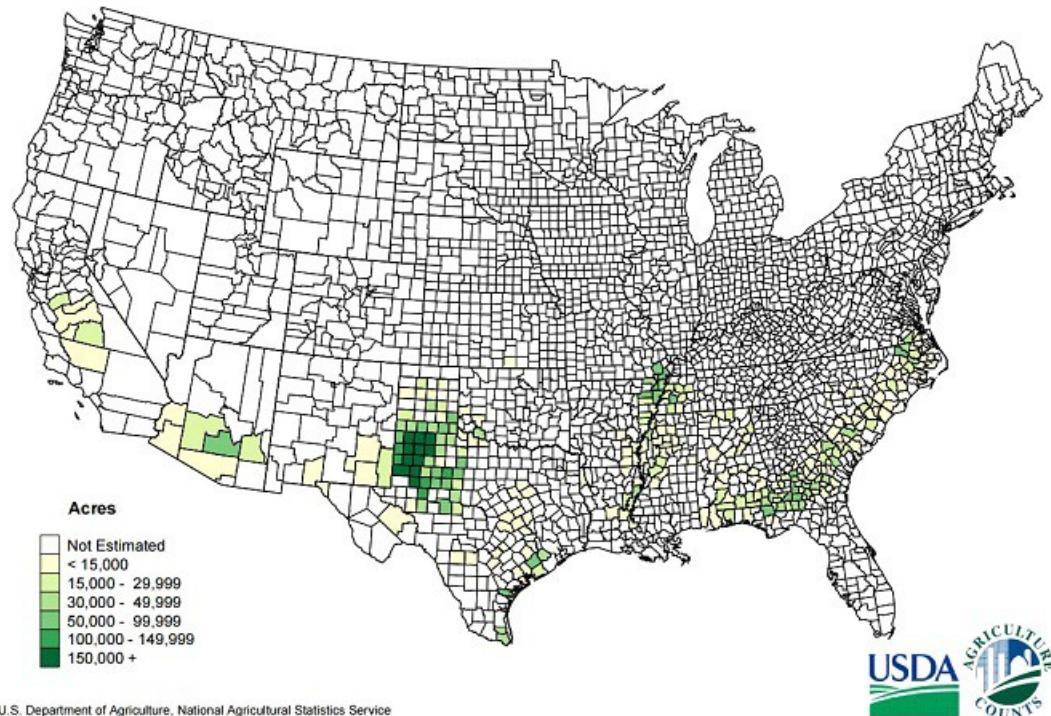 Acres
Not Estimated
< 15,000
15,000 - 29,999
30,000 - 49,999
50,000 - 99,999
100,000 - 149,999
150,000 +
USDA
AGRICULTURE
COUNTS
U.S. Department of Agriculture, National Agricultural Statistics Service